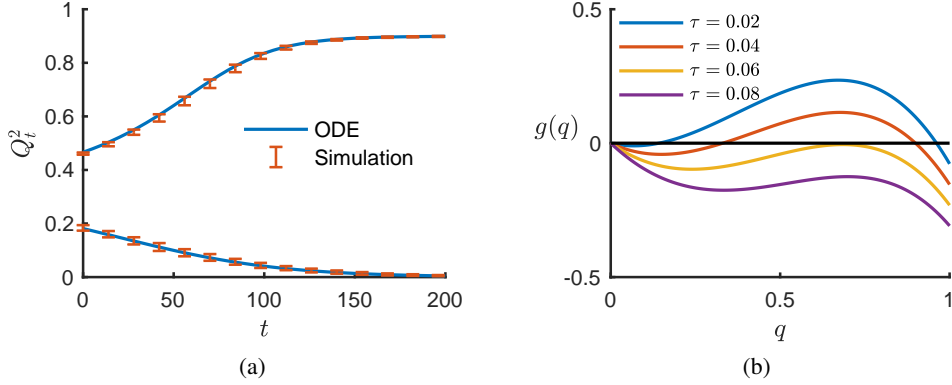 1
0.8
0.6
0.4
0.2
0
Q_t^2
0
50
100
150
200
t
ODE
Simulation
(a)
0.5
0
-0.5
g(q)
0
0.5
1
q
τ = 0.02
τ = 0.04
τ = 0.06
τ = 0.08
(b)